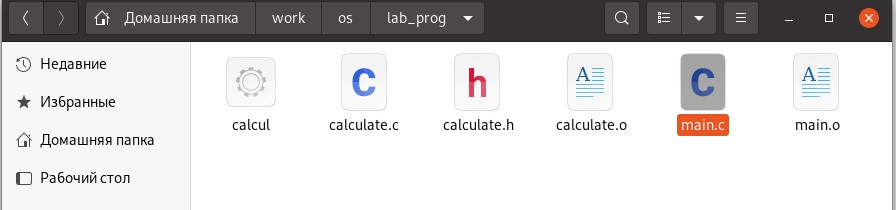 Домашняя папка work os lab_prog
Недавние
Избранные
Домашняя папка
Рабочий стол
calcul calculate.c calculate.h calculate.o main.c main.o